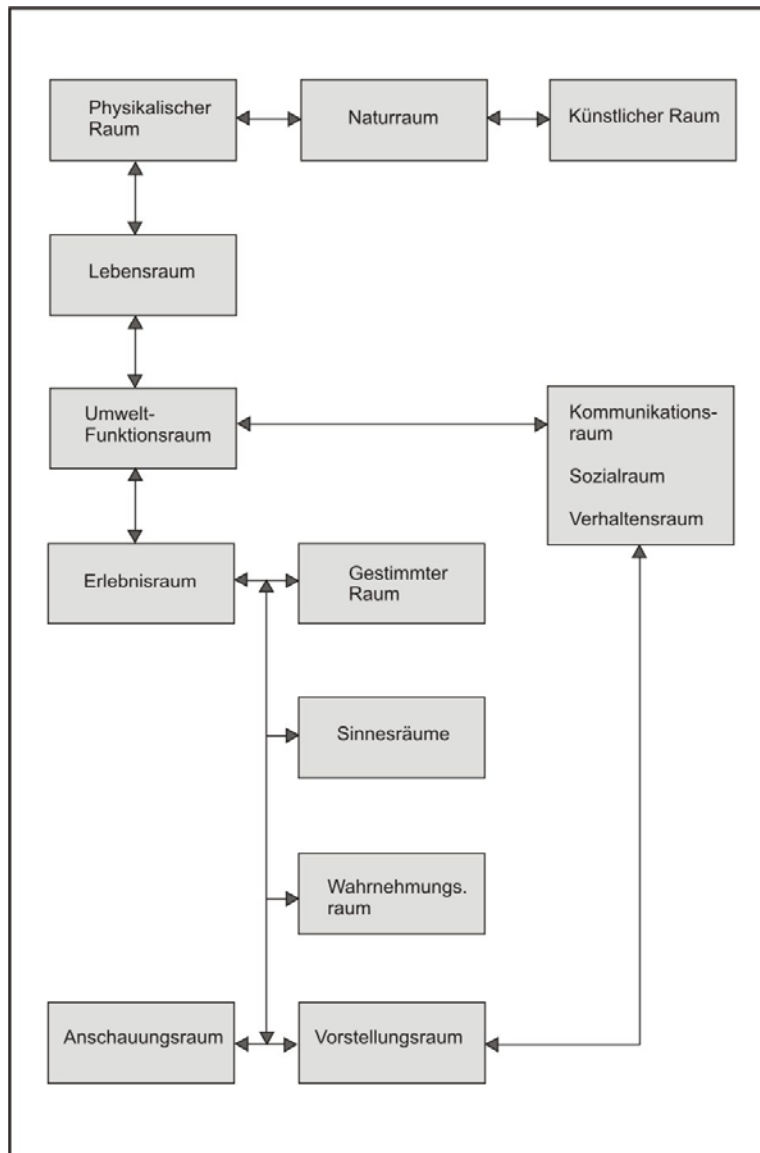 Physikalischer
Raum
Naturraum
Künstlicher Raum
Lebensraum
Umwelt-
Funktionsraum
Kommunikations-
raum
Sozialraum
Verhaltensraum
Erlebnisraum
Gestimmter
Raum
Sinnesräume
Wahrnehmungs.
raum
Anschauungsraum
Vorstellungsraum